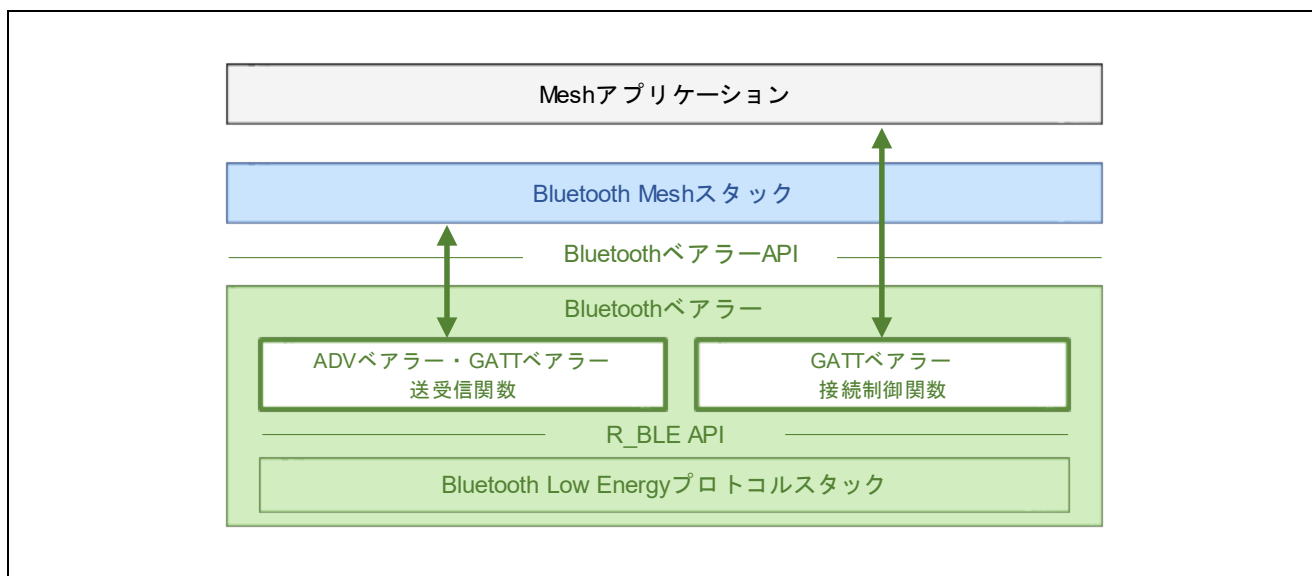 Meshアプリケーション
Bluetooth Meshスタック
BluetoothベアラーAPI
Bluetoothベアラー
ADVベアラー・GATTベアラー
送受信関数
GATTベアラー
接続制御関数
R_BLE API
Bluetooth Low Energyプロトコルスタック